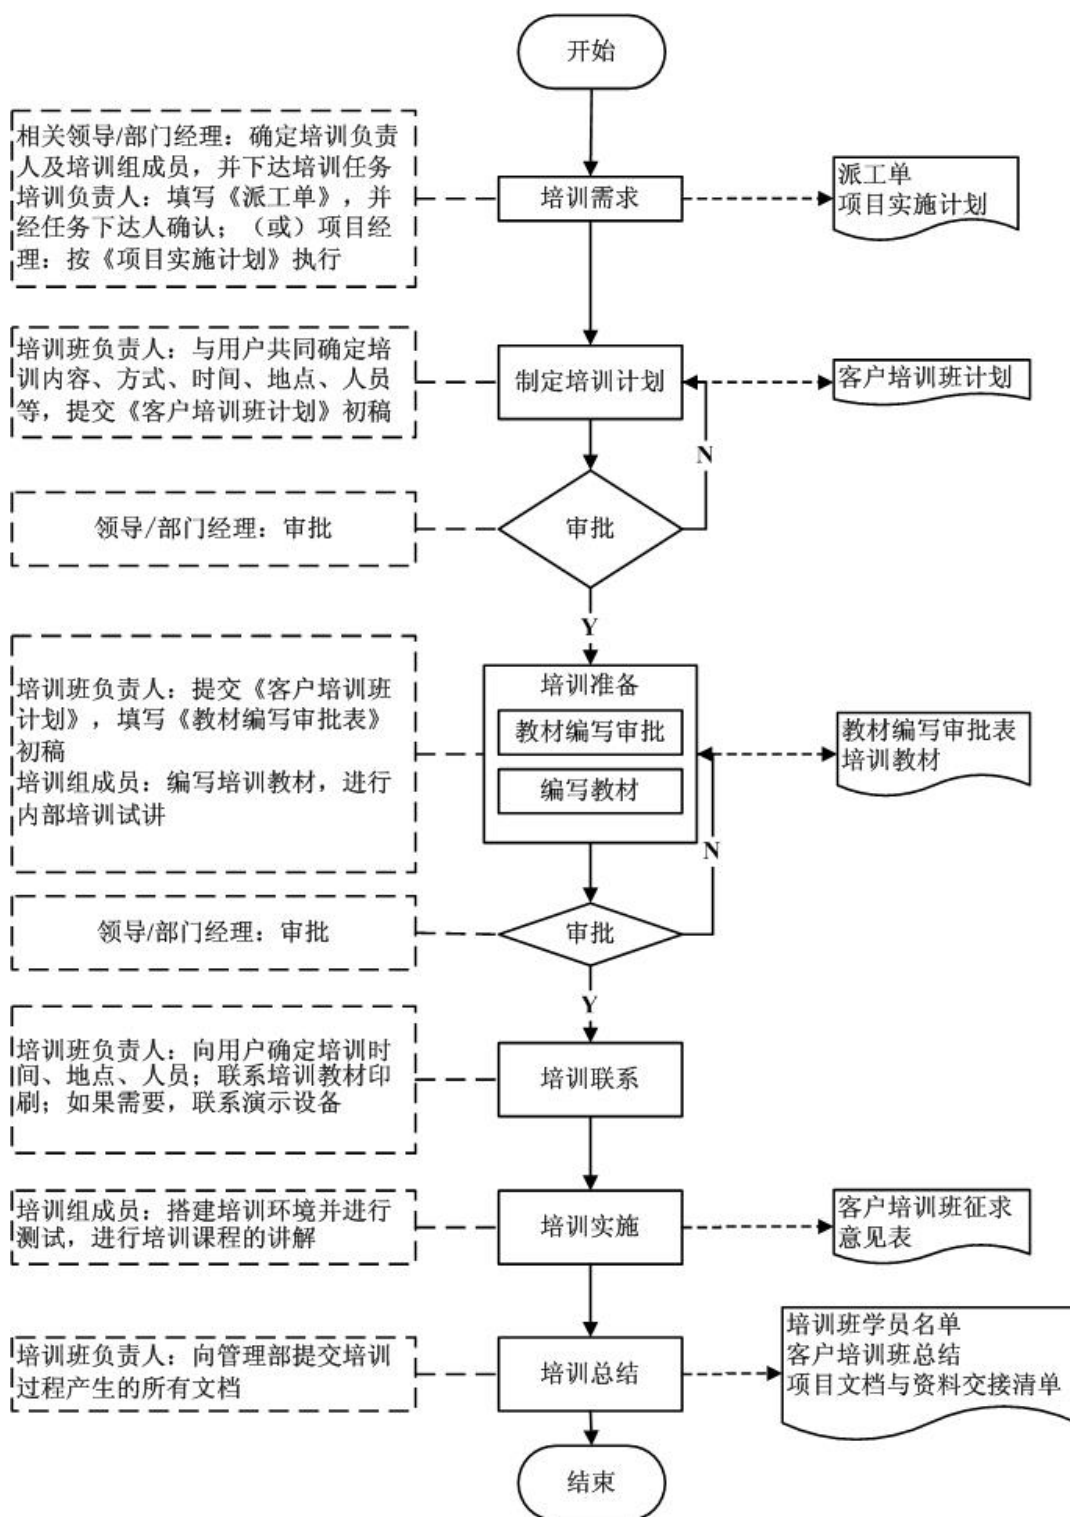 开始
相关领导/部门经理：确定培训负责
人及培训组成员，并下达培训任务
培训负责人：填写《派工单》，并
经任务下达人确认；（或）项目经
理：按《项目实施计划》执行
培训需求
派工单
项目实施计划
培训班负责人：与用户共同确定培
训内容、方式、时间、地点、人员
等，提交《客户培训班计划》初稿
制定培训计划
客户培训班计划
N
领导/部门经理：审批
审批
Y
培训班负责人：提交《客户培训班
计划》，填写《教材编写审批表》
初稿
培训组成员：编写培训教材，进行
内部培训试讲
培训准备
教材编写审批
编写教材
教材编写审批表
培训教材
N
领导/部门经理：审批
审批
Y
培训班负责人：向用户确定培训时
间、地点、人员；联系培训教材印
刷；如果需要，联系演示设备
培训联系
培训组成员：搭建培训环境并进行
测试，进行培训课程的讲解
培训实施
客户培训班征求
意见表
培训班负责人：向管理部提交培训
过程产生的所有文档
培训总结
培训班学员名单
客户培训班总结
项目文档与资料交接清单
结束